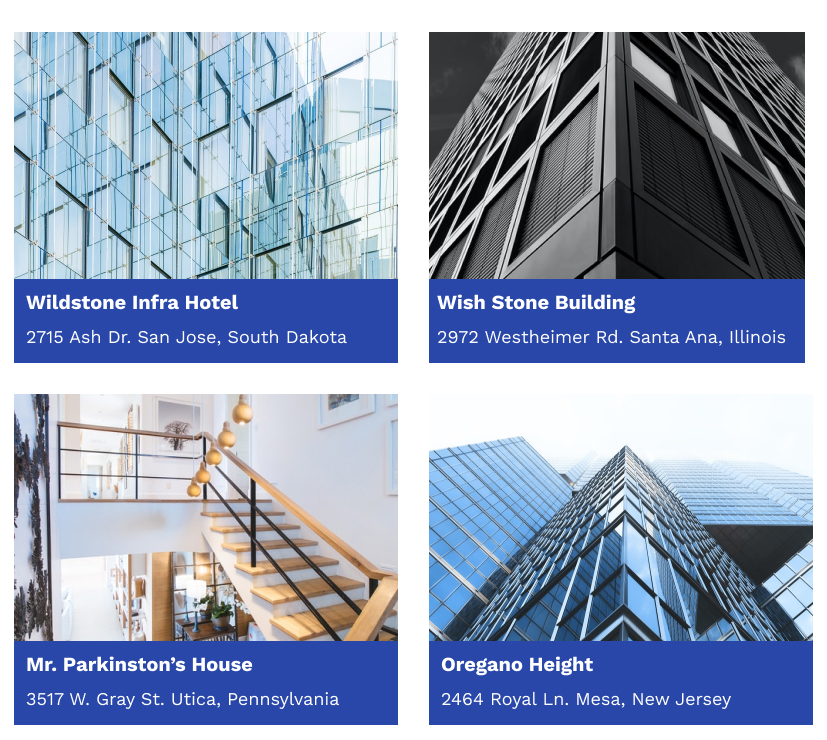 Wildstone Infra Hotel
2715 Ash Dr. San Jose, South Dakota
Wish Stone Building
2972 Westheimer Rd. Santa Ana, Illinois
Mr. Parkinston’s House
3517 W. Gray St. Utica, Pennsylvania
Oregano Height
2464 Royal Ln. Mesa, New Jersey